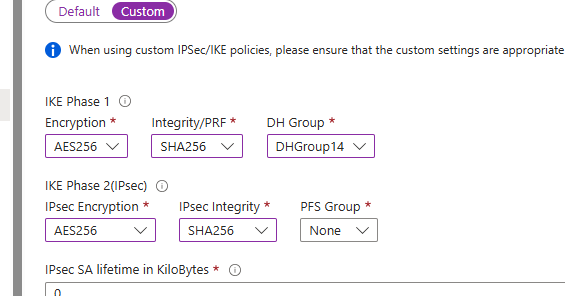 Default Custom
When using custom IPSec/IKE policies, please ensure that the custom settings are appropriate
IKE Phase 1
Encryption * Integrity/PRF * DH Group *
AES256 SHA256 DHGroup14
IKE Phase 2(IPsec)
IPsec Encryption * IPsec Integrity * PFS Group *
AES256 SHA256 None
IPsec SA lifetime in KiloBytes *
0